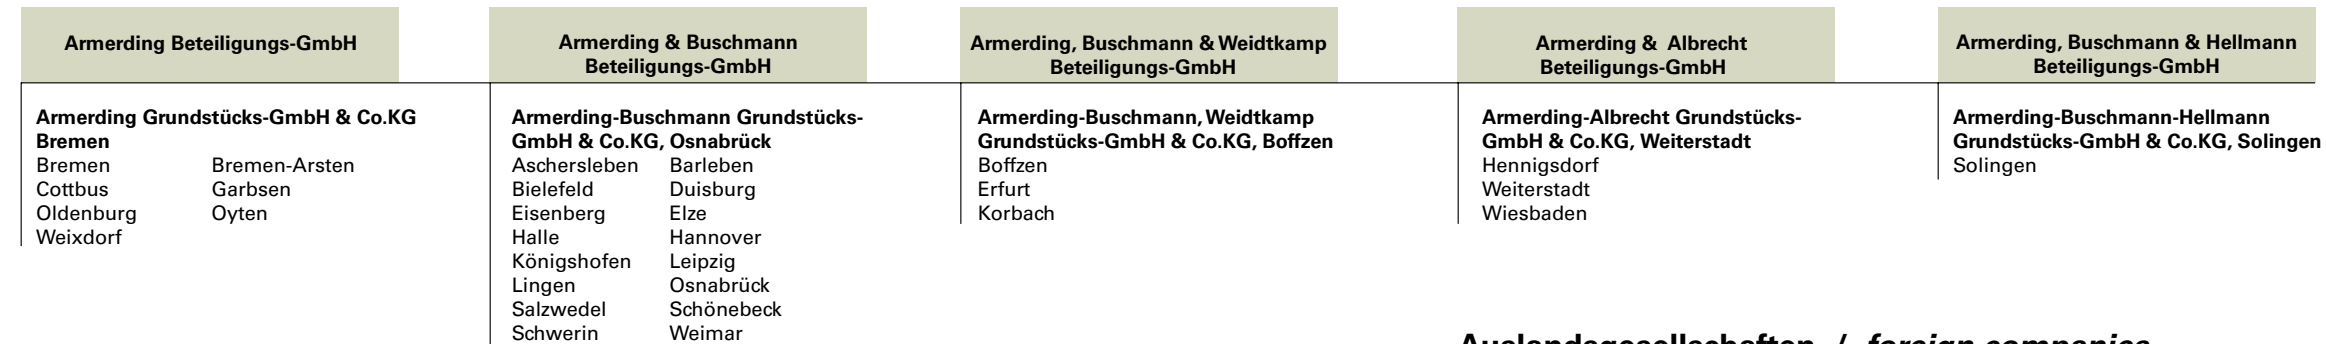 Armerding Beteiligungs-GmbH
Armerding Grundstücks-GmbH & Co.KG
Bremen
Bremen Bremen-Arsten
Cottbus Garbsen
Oldenburg Oyten
Weixdorf
Armerding & Buschmann
Beteiligungs-GmbH
Armerding-Buschmann Grundstücks-
GmbH & Co.KG, Osnabrück
Aschersleben Barleben
Bielefeld Duisburg
Eisenberg Elze
Halle Hannover
Königshofen Leipzig
Lingen Osnabrück
Salzwedel Schönebeck
Schwerin Weimar
Armerding, Buschmann & Weidtkamp
Beteiligungs-GmbH
Armerding-Buschmann, Weidtkamp
Grundstücks-GmbH & Co.KG, Boffzen
Boffzen
Erfurt
Korbach
Armerding & Albrecht
Beteiligungs-GmbH
Armerding-Albrecht Grundstücks-
GmbH & Co.KG, Weiterstadt
Hennigsdorf
Weiterstadt
Wiesbaden
Armerding, Buschmann & Hellmann
Beteiligungs-GmbH
Armerding-Buschmann-Hellmann
Grundstücks-GmbH & Co.KG, Solingen
Solingen
Auslandsgesellschaften / foreign companies